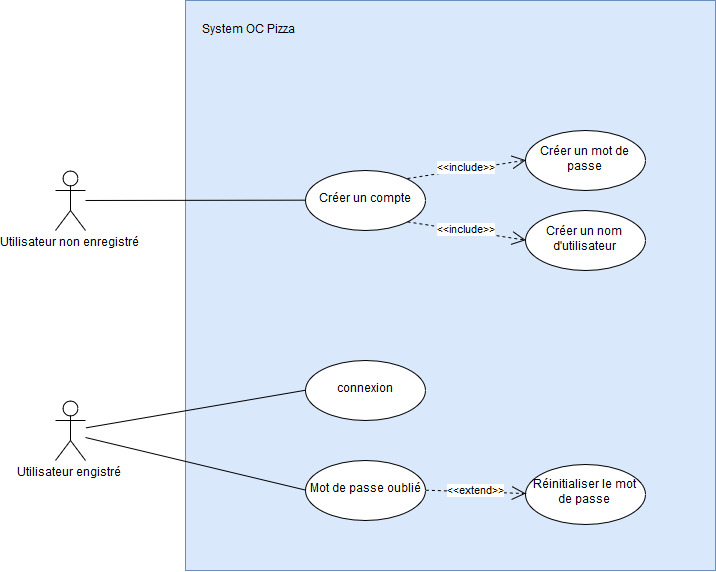 System OC Pizza
Créer un mot de
passe
<<include>>
Créer un compte
<<include>>
Créer un nom
d'utilisateur
Utilisateur non enregistré
connexion
Utilisateur engistré
Mot de passe oublié
<<extend>>
Réinitialiser le mot
de passe